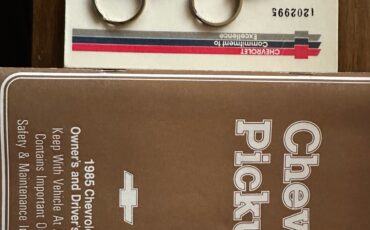 1202995
CHEVROLET
Commitment to
Excellence
Chev
Pick
1985 Chevrol
Owner's and Driver's
Keep With Vehicle At
Contains Important
Safety & Maintenance